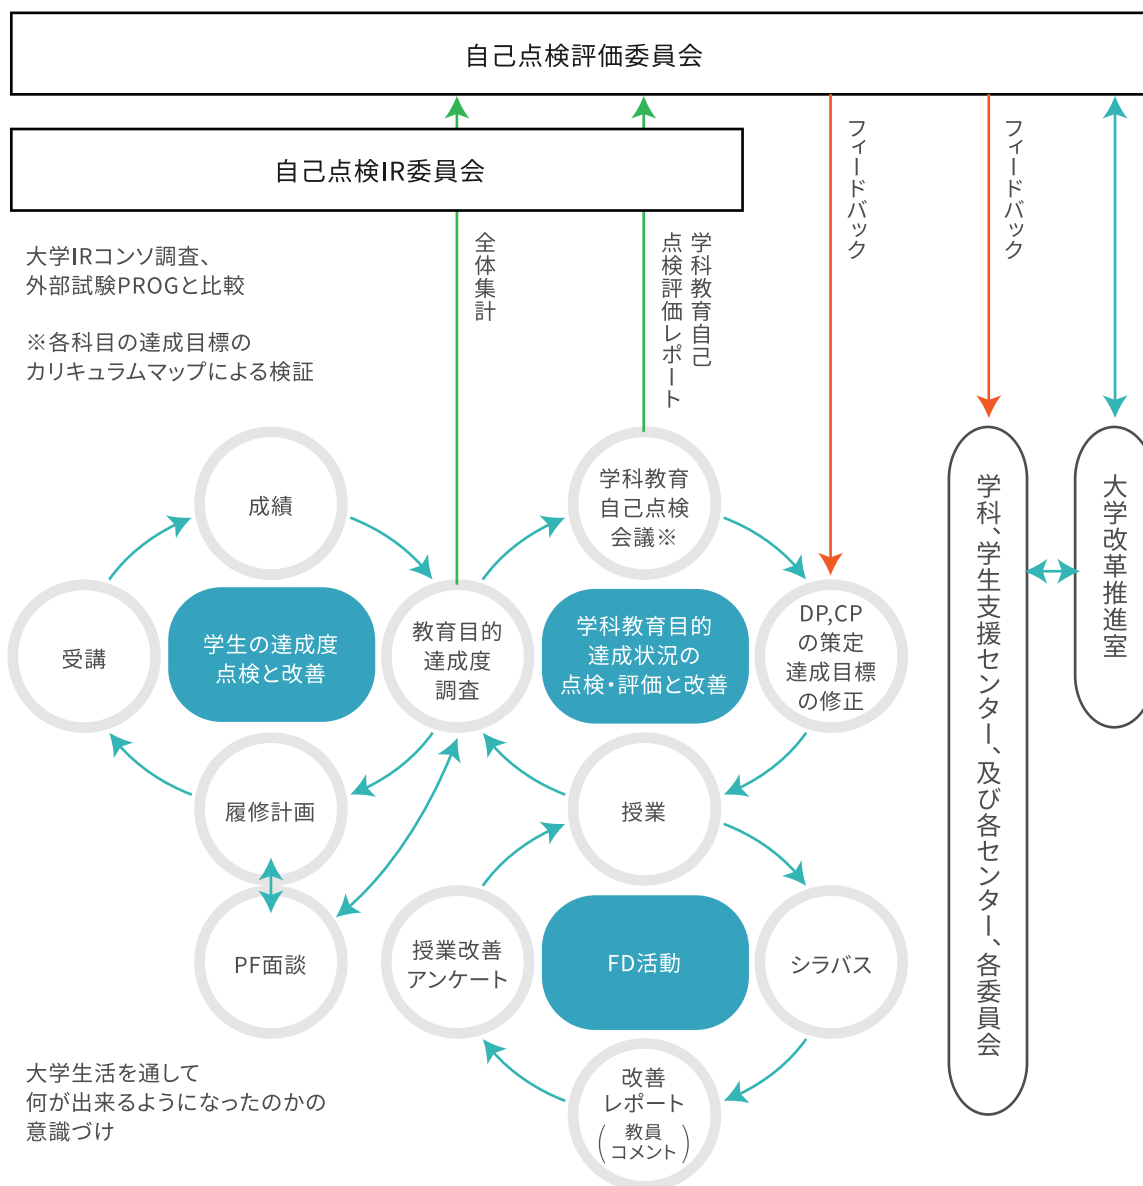 自己点検評価委員会
自己点検IR委員会
フィードバック
フィードバック
大学IRコンソ調査、
外部試験PROGと比較
※各科目の達成目標の
カリキュラムマップによる検証
全体集計
学科教育自己
点検評価レポート
成績
学科教育
自己点検
会議※
受講
学生の達成度
点検と改善
教育目的
達成度
調査
学科教育目的
達成状況の
点検・評価と改善
DP,CP
の策定
達成目標
の修正
履修計画
授業
PF面談
授業改善
アンケート
FD活動
シラバス
改善
レポート
(教員
コメント)
学科、学生支援センター、及び各センター、各委員会
大学改革推進室
大学生活を通して
何が出来るようになったのかの
意識づけ